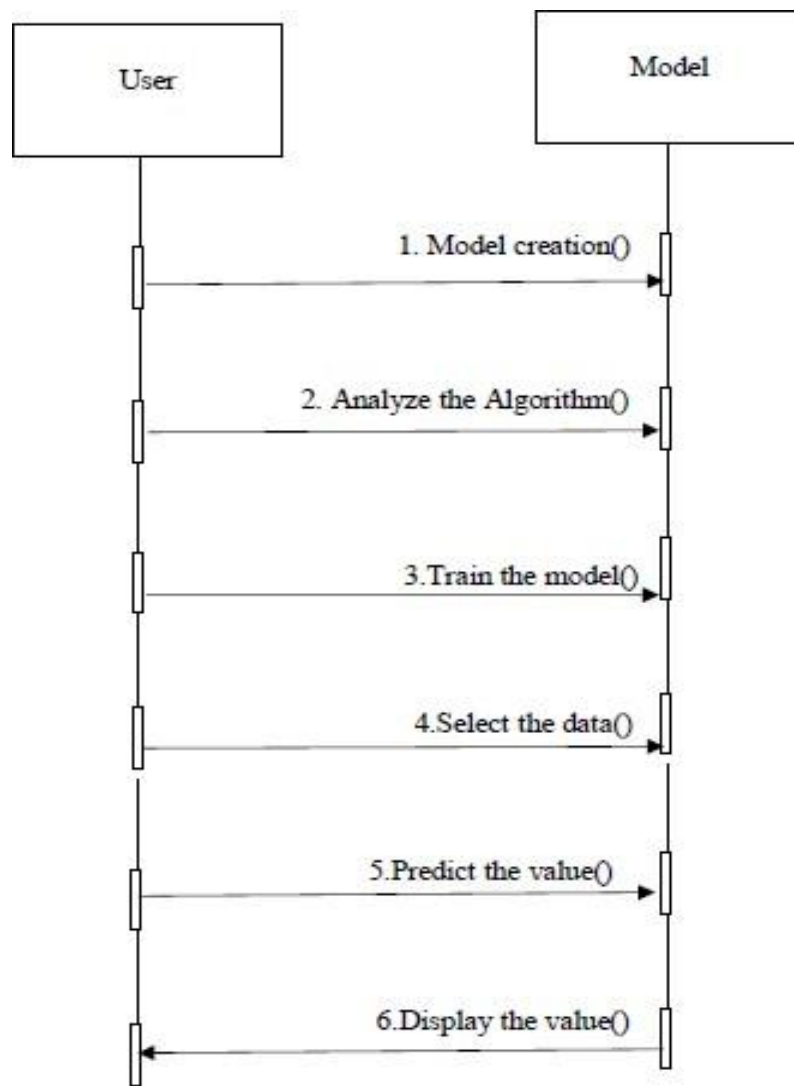 User
Model
1. Model creation()
2. Analyze the Algorithm()
3.Train the model()
4.Select the data()
5.Predict the value()
6.Display the value()